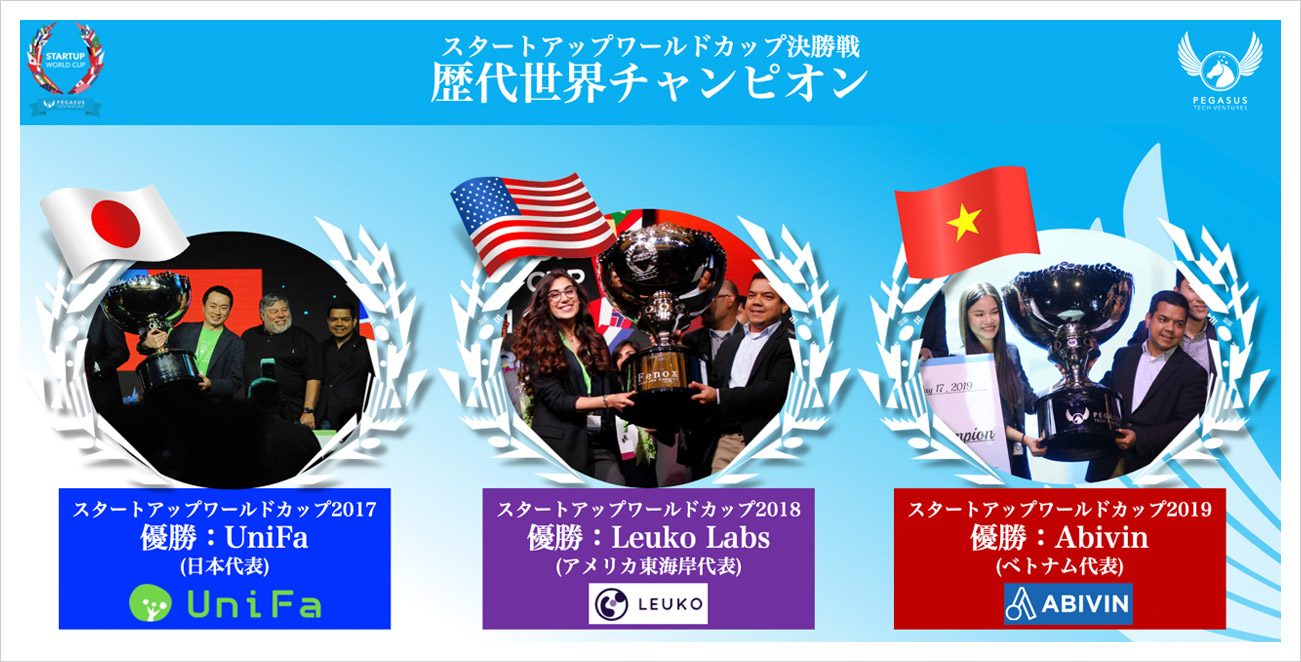 STARTUP
WORLD CUP
PEGASUS
TECH VENTURES
スタートアップワールドカップ決勝戦
歴代世界チャンピオン
PEGASUS
TECH VENTURES
Fenox
17, 2019
PEGASUS
スタートアップワールドカップ2017
優勝：UniFa
(日本代表)
UniFa
スタートアップワールドカップ2018
優勝：Leuko Labs
(アメリカ東海岸代表)
LEUKO
スタートアップワールドカップ2019
優勝：Abivin
(ベトナム代表)
ABIVIN